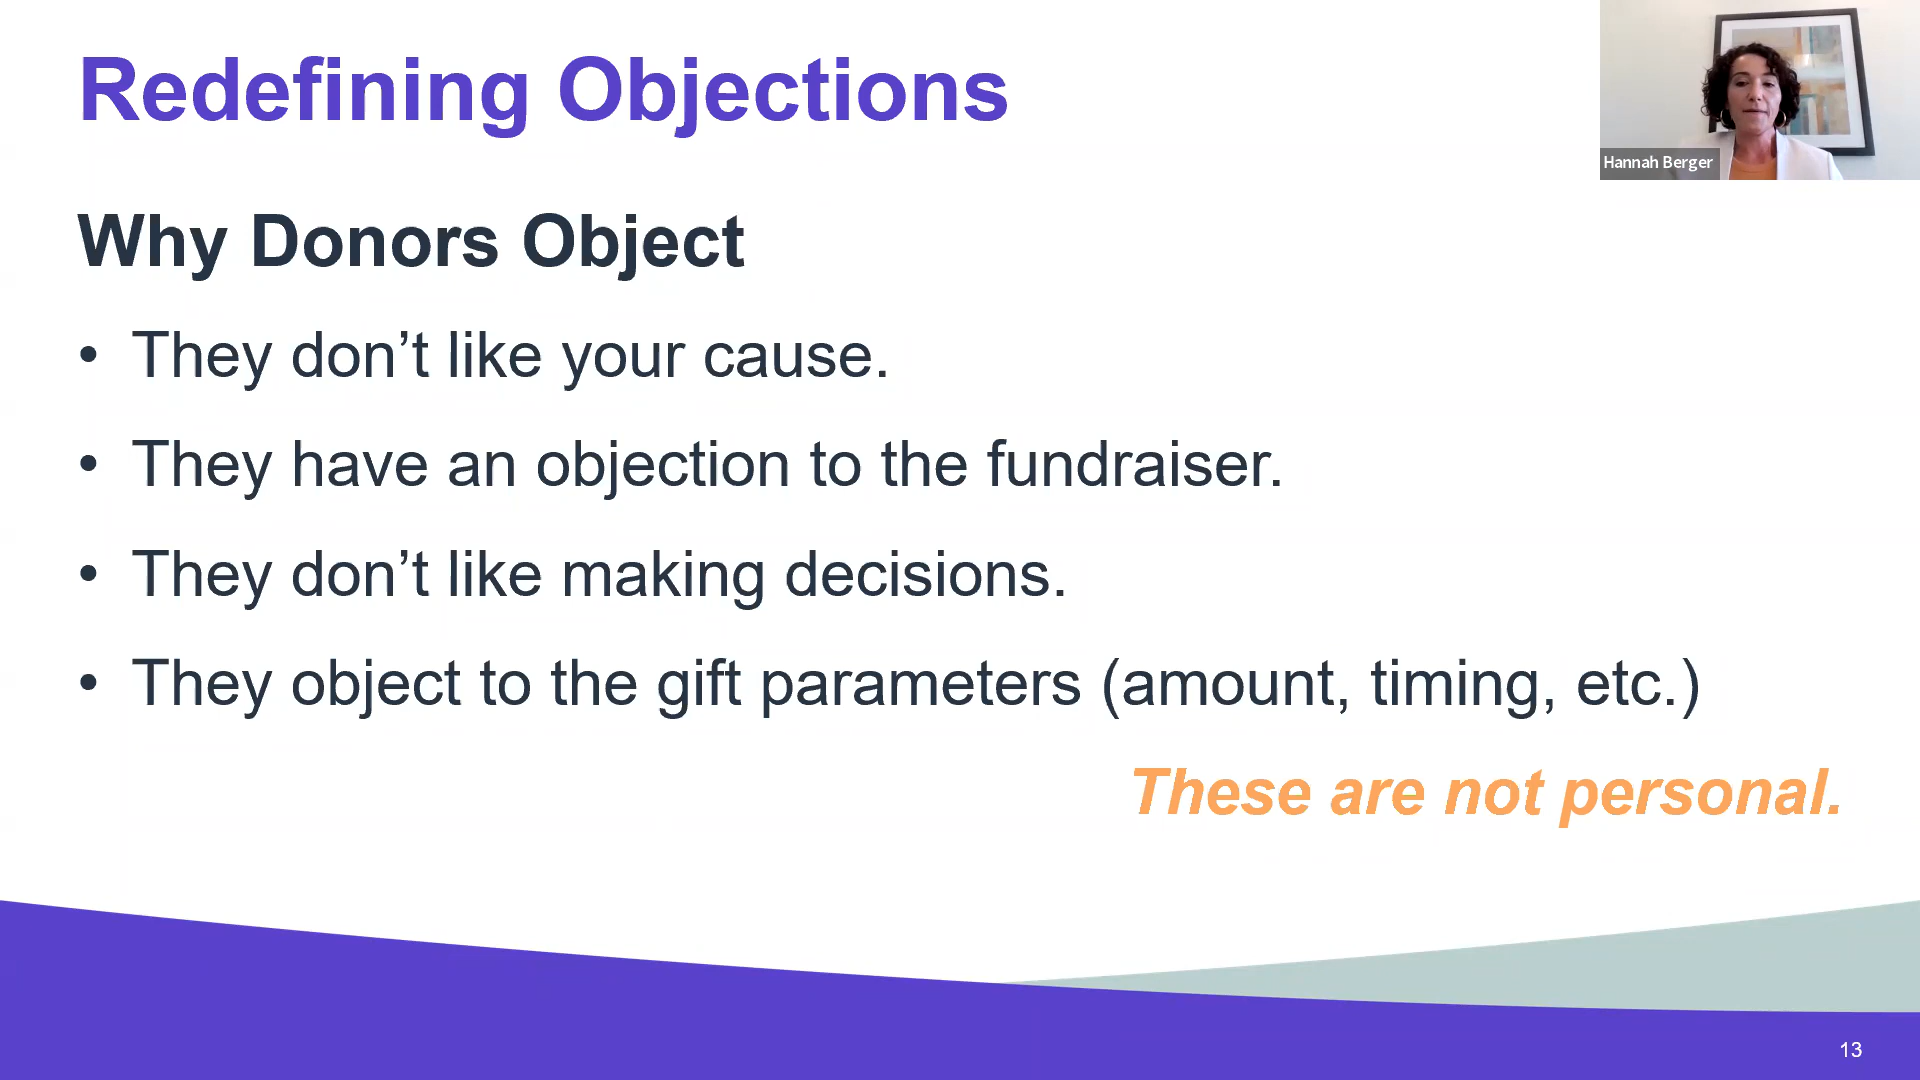 Redefining Objections
Hannah Berger
Why Donors Object
• They don’t like your cause.
• They have an objection to the fundraiser.
• They don’t like making decisions.
• They object to the gift parameters (amount, timing, etc.)
These are not personal.
13